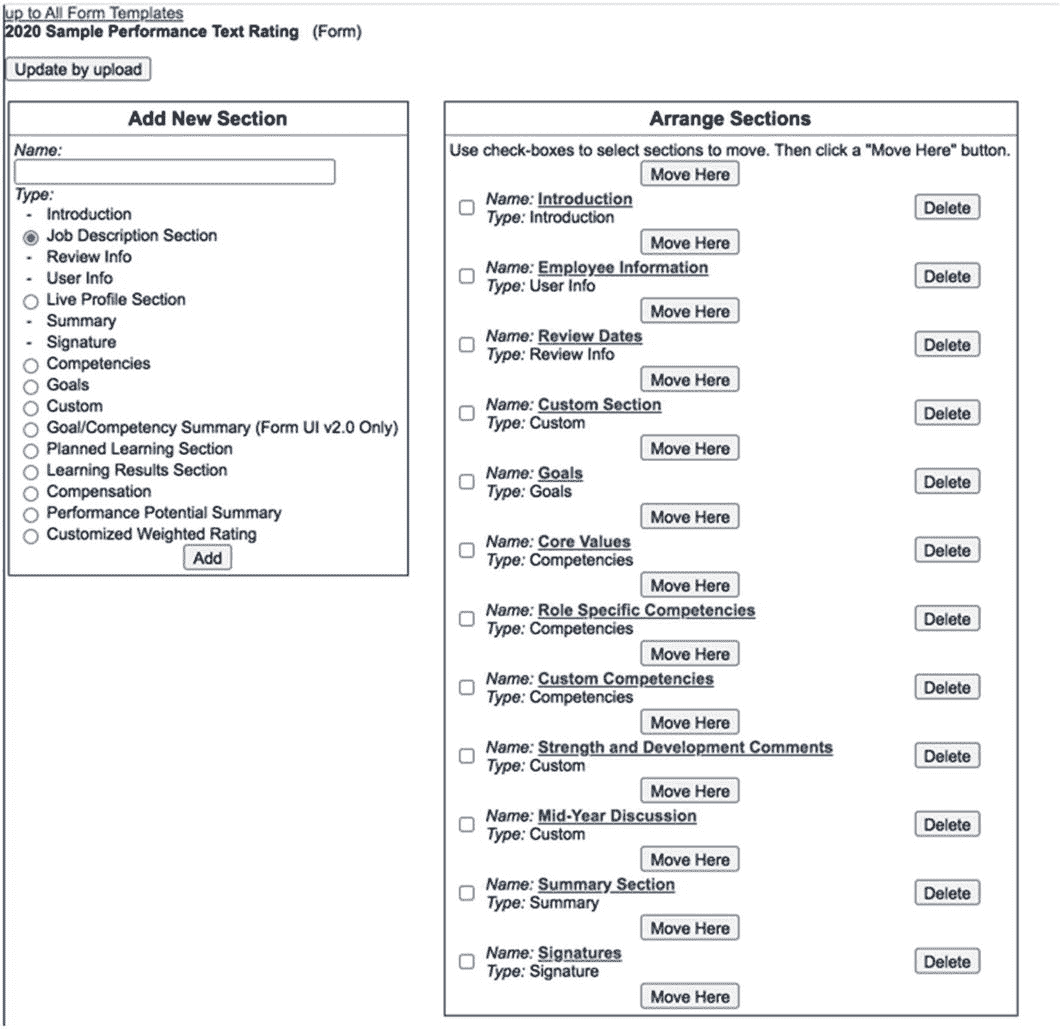 up to All Form Templates
2020 Sample Performance Text Rating (Form)
Update by upload
Add New Section
Name:
Type:
- Introduction
Job Description Section
- Review Info
- User Info
Live Profile Section
- Summary
- Signature
Competencies
Goals
Custom
Goal/Competency Summary (Form UI v2.0 Only)
Planned Learning Section
Learning Results Section
Compensation
Performance Potential Summary
Customized Weighted Rating
Add
Arrange Sections
Use check-boxes to select sections to move. Then click a "Move Here" button.
Move Here
Name: Introduction
Type: Introduction
Delete
Move Here
Name: Employee Information
Type: User Info
Delete
Move Here
Name: Review Dates
Type: Review Info
Delete
Move Here
Name: Custom Section
Type: Custom
Delete
Move Here
Name: Goals
Type: Goals
Delete
Move Here
Name: Core Values
Type: Competencies
Delete
Move Here
Name: Role Specific Competencies
Type: Competencies
Delete
Move Here
Name: Custom Competencies
Type: Competencies
Delete
Move Here
Name: Strength and Development Comments
Type: Custom
Delete
Move Here
Name: Mid-Year Discussion
Type: Custom
Delete
Move Here
Name: Summary Section
Type: Summary
Delete
Move Here
Name: Signatures
Type: Signature
Delete
Move Here